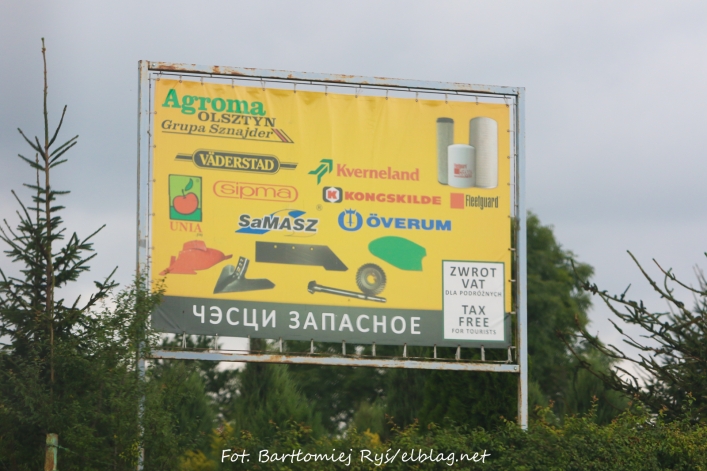 Agroma
OLSZTYN
Grupa Sznajder
VÄDERSTAD
Kverneland
sipma
K KONGSKILDE
Fleetguard
UNIA
SaMASZ
ÖVERUM
ZWROT
VAT
DLA PODRÓŻNYCH
TAX
FREE
FOR TOURISTS
ЧЭСЦИ ЗАПАСНОЕ
Fot. Bartłomiej Ryś/elblag.net